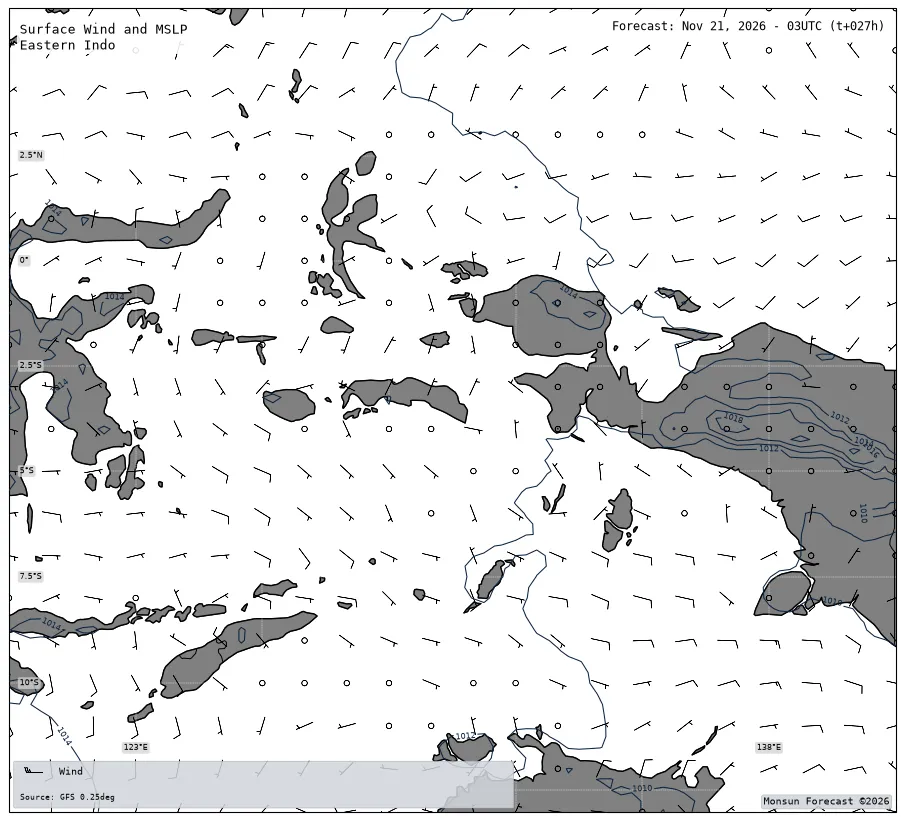 Surface Wind and MSLP
Eastern Indo
Forecast: Nov 21, 2026 - 03UTC (t+027h)
2.5°N
1014
0°
1014
1014
2.5°S
1014
1018
1012
1016
1012
5°S
1010
7.5°S
1010
1014
10°S
1014
1012
123°E
138°E
Wind
1010
Source: GFS 0.25deg
Monsun Forecast ©2026